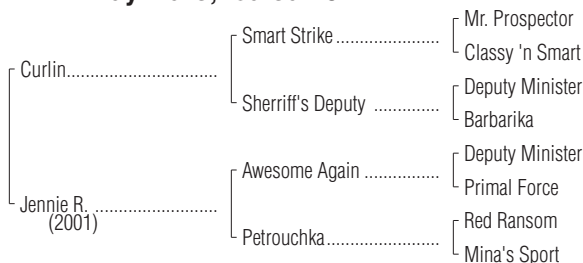 Mr. Prospector
Smart Strike
Classy 'n Smart
Curlin
Deputy Minister
Sherriff's Deputy
Barbarika
Deputy Minister
Awesome Again
Primal Force
Jennie R.
(2001)
Red Ransom
Petrouchka
Mina's Sport